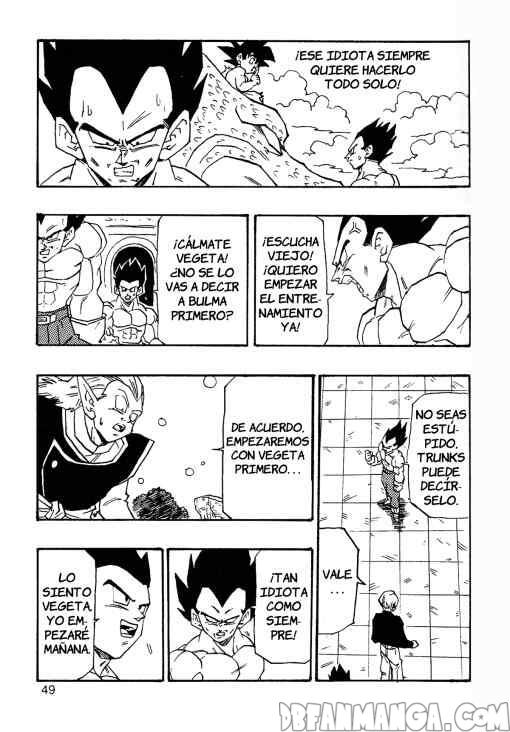 ¡ESE IDIOTA SIEMPRE
QUIERE HACERLO
TODO SOLO!
¡CÁLMATE
VEGETA!
¿NO SE LO
VAS A DECIR
A BULMA
PRIMERO?
¡ESCUCHA
VIEJO!
¡QUIERO
EMPEZAR
EL ENTRE-
NAMIENTO
YA!
DE ACUERDO,
EMPEZAREMOS
CON VEGETA
PRIMERO...
NO SEAS
ESTÚ-
PIDO,
TRUNKS
PUEDE
DECÍR-
SELO.
VALE
...
LO
SIENTO
VEGETA,
YO EM-
PEZARÉ
MAÑANA.
¡TAN
IDIOTA
COMO
SIEM-
PRE!
49
DBFANMANGA.COM